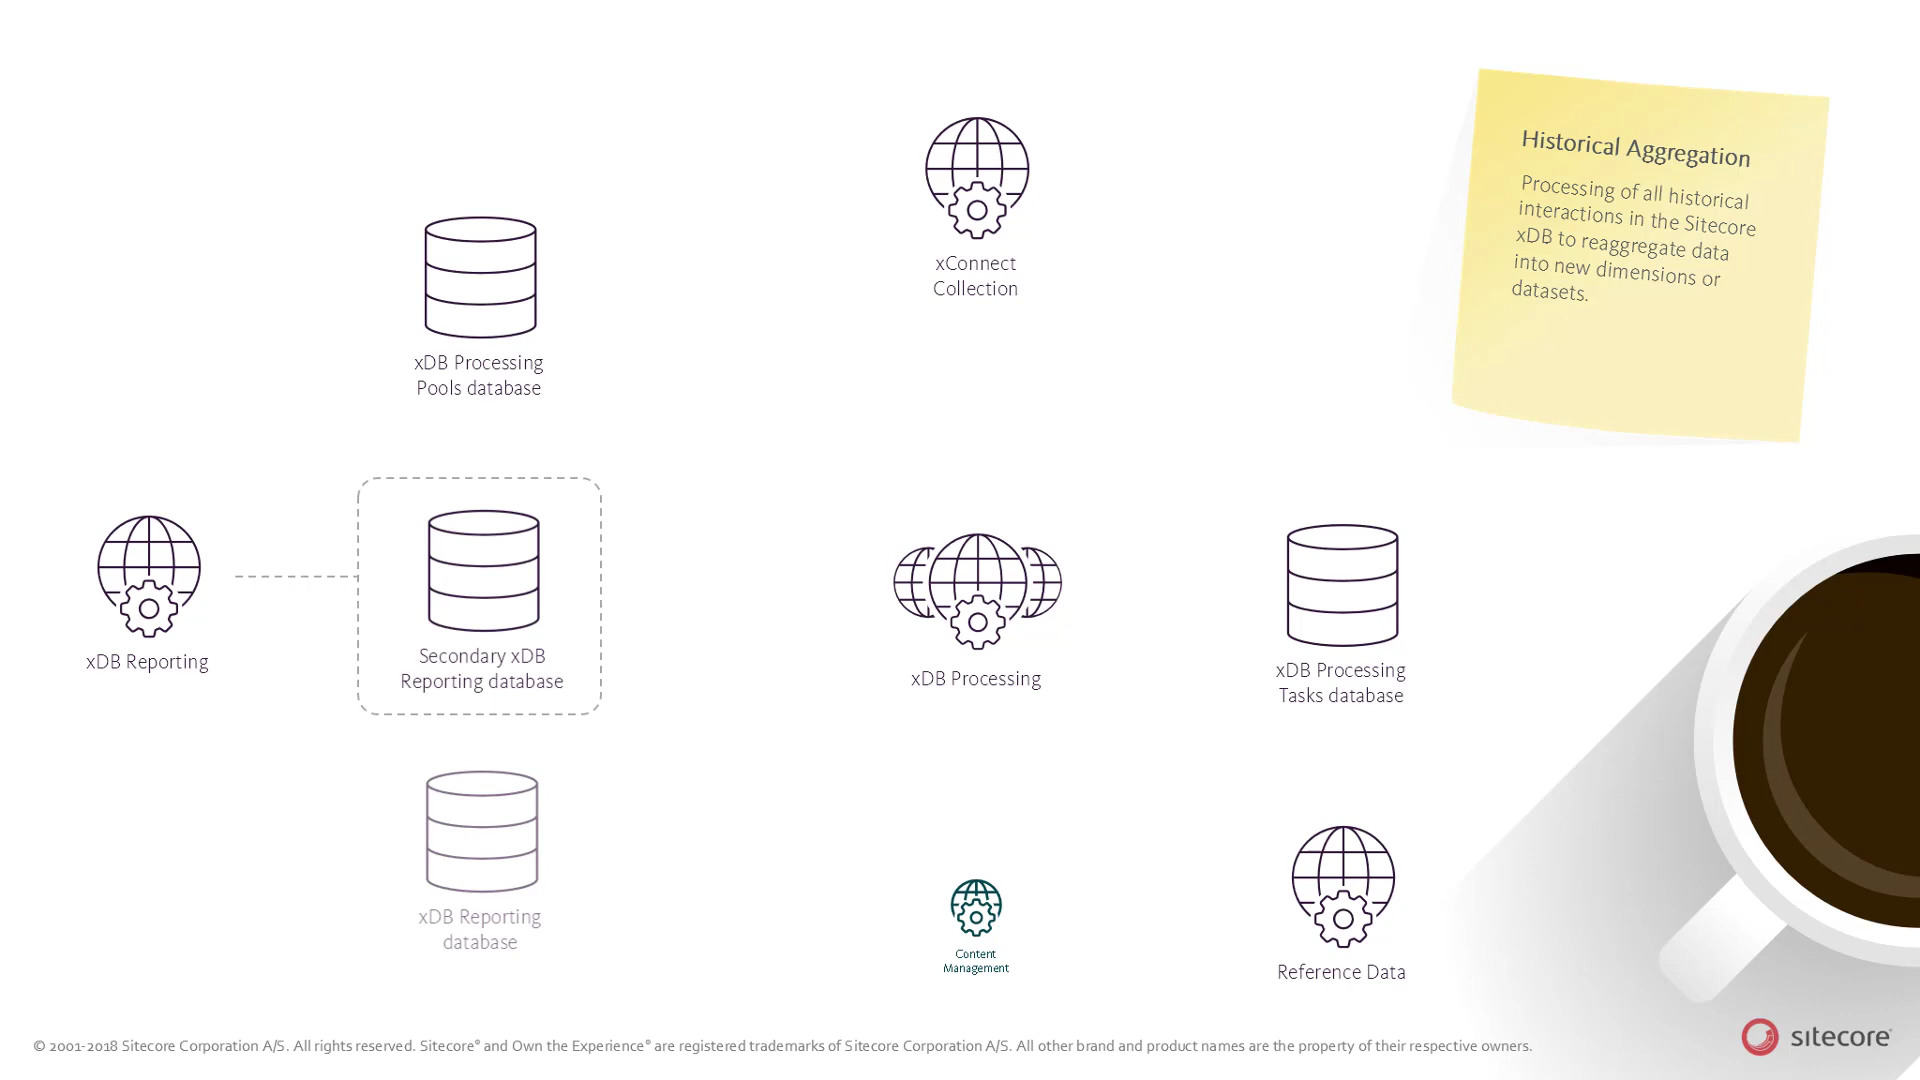 Historical Aggregation
Processing of all historical
interactions in the Sitecore
xDB to reaggregate data
into new dimensions or
datasets.
xConnect
Collection
xDB Processing
Pools database
xDB Reporting
Secondary xDB
Reporting database
xDB Processing
xDB Processing
Tasks database
xDB Reporting
database
Content
Management
Reference Data
© 2001-2018 Sitecore Corporation A/S. All rights reserved. Sitecore® and Own the Experience® are registered trademarks of Sitecore Corporation A/S. All other brand and product names are the property of their respective owners.
sitecore®